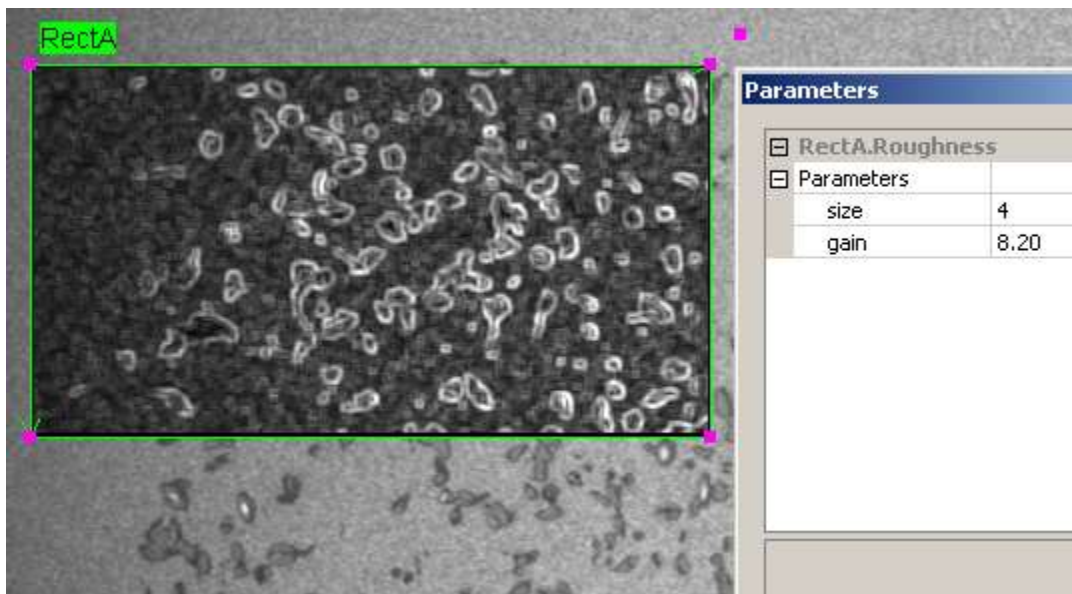 RectA
Parameters
RectA.Roughness
Parameters
size 4
gain 8.20